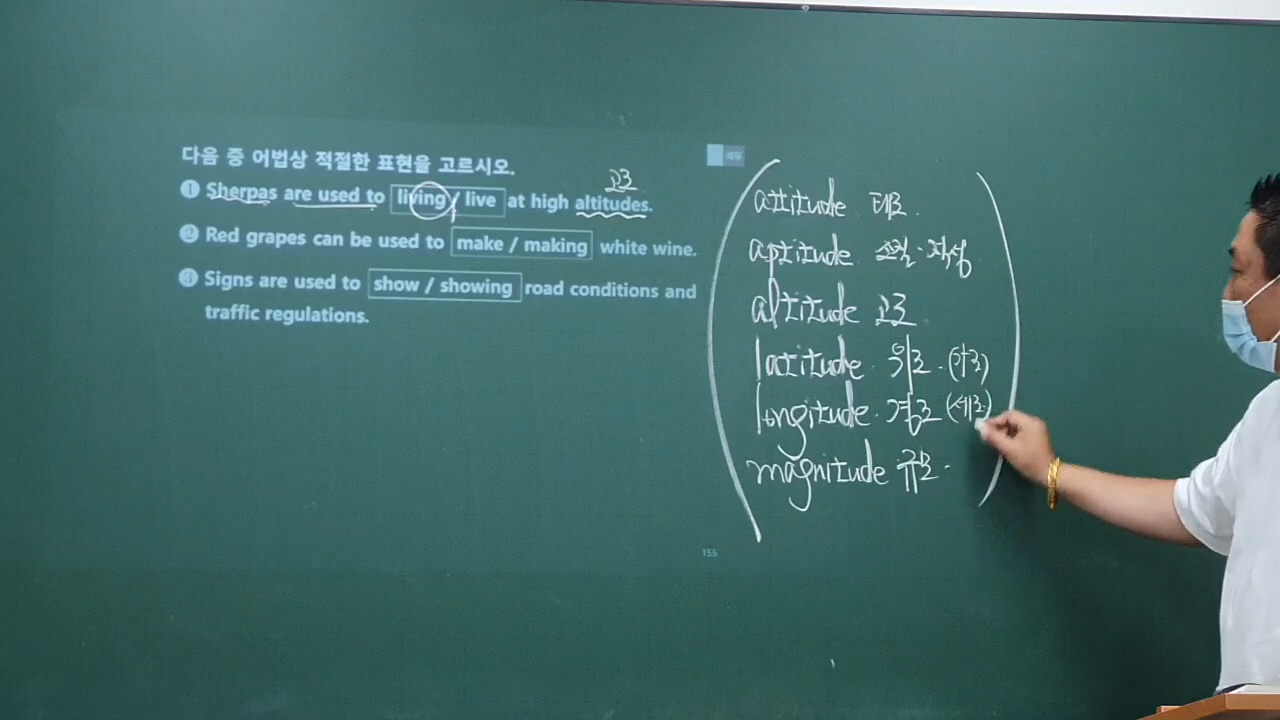 다음 중 어법상 적절한 표현을 고르시오.
고도
❶ Sherpas are used to living / live at high altitudes.
❷ Red grapes can be used to make / making white wine.
❸ Signs are used to show / showing road conditions and
traffic regulations.
attitude 태도.
aptitude 소질·적성
altitude 고도
latitude. 위도. (가로)
longitude. 경도 (세로)
magnitude 규모.
155